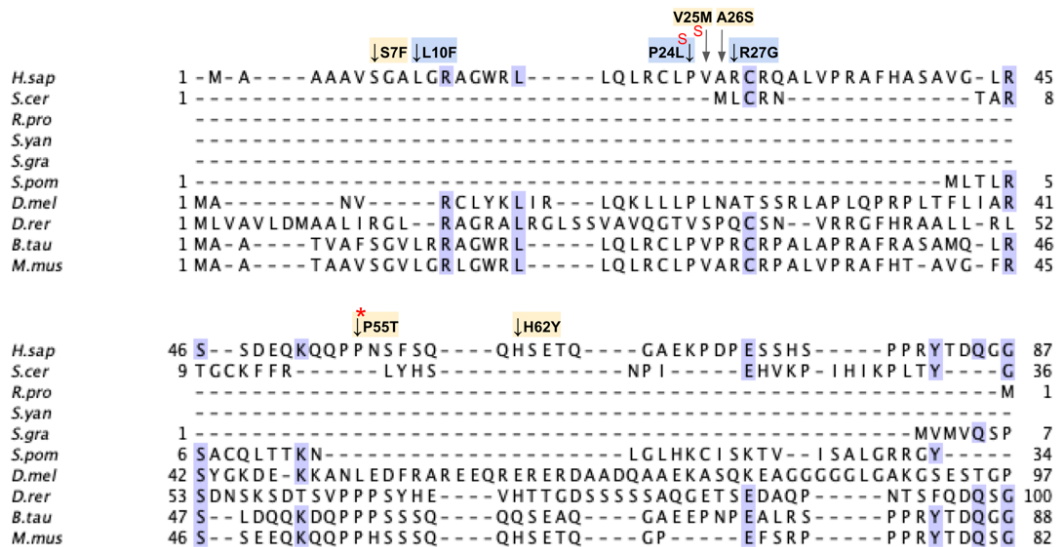 V25M A26S
S
S
↓S7F ↓L10F P24L↓ ↓R27G
H.sap 1 -M-A----AAAVSGALGRAGWRL-----LQLRCLPVARCRQALVPRAFHASAVG-LR 45
S.cer 1 ------------------------------------MLCRN-------------TAR 8
R.pro ---------------------------------------------------------
S.yan ---------------------------------------------------------
S.gra ---------------------------------------------------------
S.pom 1 ----------------------------------------------------MLTLR 5
D.mel 1 MA--------NV-----RCLYKLIR---LQKLLLPLNATSSRLAPLQPRPLTFLIAR 41
D.rer 1 MLVAVLDMAALIRGL--RAGRALRGLSSVAVQGTVSPQCSN--VRRGFHRAALL-RL 52
B.tau 1 MA-A----TVAFSGVLRRAGWRL-----LQLRCLPVPRCRPALAPRAFRASAMQ-LR 46
M.mus 1 MA-A----TAAVSGVLGRLGWRL-----LQLRCLPVARCRPALVPRAFHT-AVG-FR 45
*
↓P55T ↓H62Y
H.sap 46 S--SDEQKQQPPNSFSQ----QHSETQ----GAEKPDPESSHS-----PPRYTDQGG 87
S.cer 9 TGCKFFR------LYHS-------------NPI-----EHVKP-IHIKPLTY----G 36
R.pro --------------------------------------------------------M 1
S.yan ---------------------------------------------------------
S.gra 1 --------------------------------------------------MVMVQSP 7
S.pom 6 SACQLTTKN---------------------LGLHKCISKTV--ISALGRRGY----- 34
D.mel 42 SYGKDE-KKANLEDFRAREEQRERERDAADQAAEKASQKEAGGGGGLGAKGSESTGP 97
D.rer 53 SDNSKSDTSVPPPSYHE----VHTTGDSSSSSAQGETSEDAQP-----NTSFQDQSG 100
B.tau 47 S--LDQQKDQPPPSSSQ----QQSEAQ----GAEEPNPEALRS-----PPRYTDQGG 88
M.mus 46 S--SEEQKQQPPHSSSQ----QHSETQ----GP-----EFSRP-----PPRYTDQGG 82